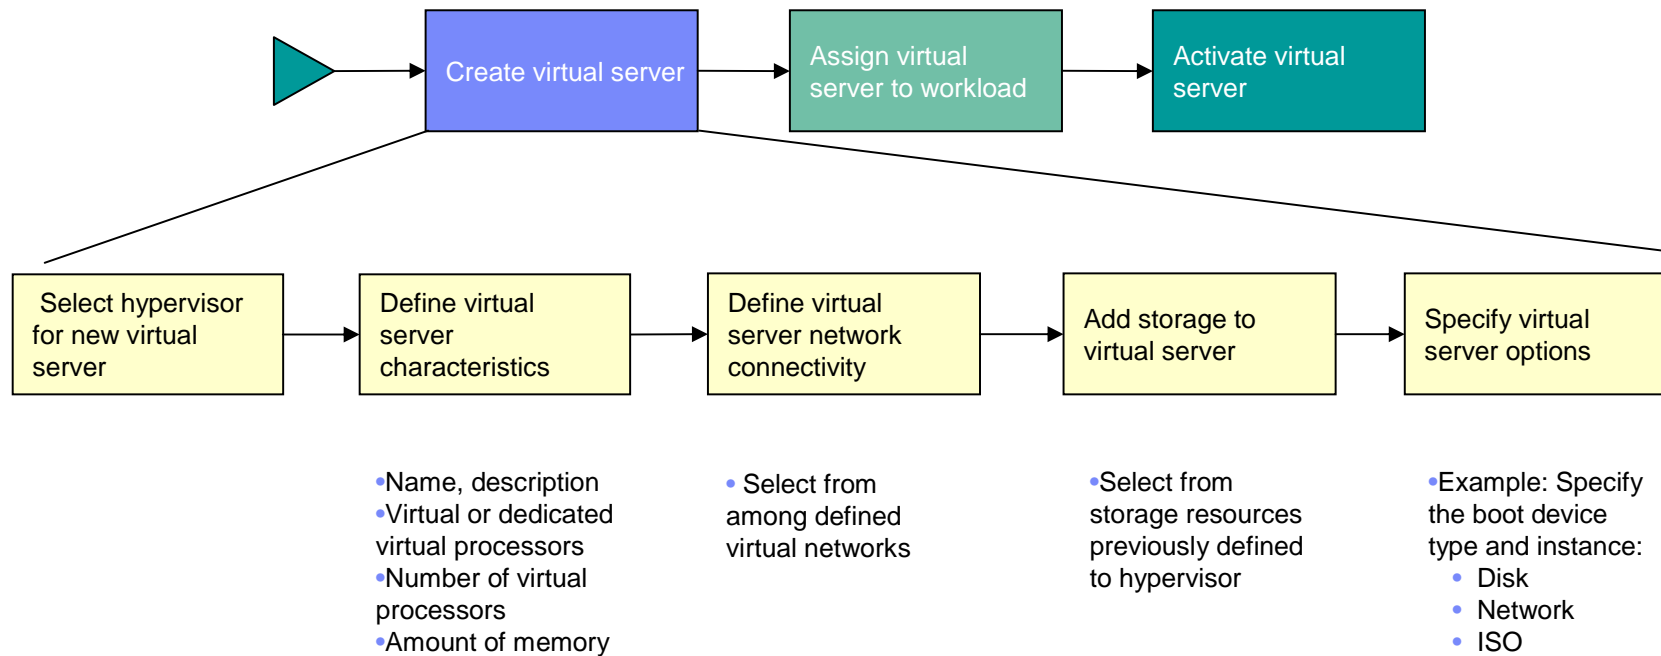 Create virtual server
Assign virtual
server to workload
Activate virtual
server
Select hypervisor
for new virtual
server
Define virtual
server
characteristics
Define virtual
server network
connectivity
Add storage to
virtual server
Specify virtual
server options
•Name, description
•Virtual or dedicated
virtual processors
•Number of virtual
processors
•Amount of memory
• Select from
among defined
virtual networks
•Select from
storage resources
previously defined
to hypervisor
•Example: Specify
the boot device
type and instance:
• Disk
• Network
• ISO